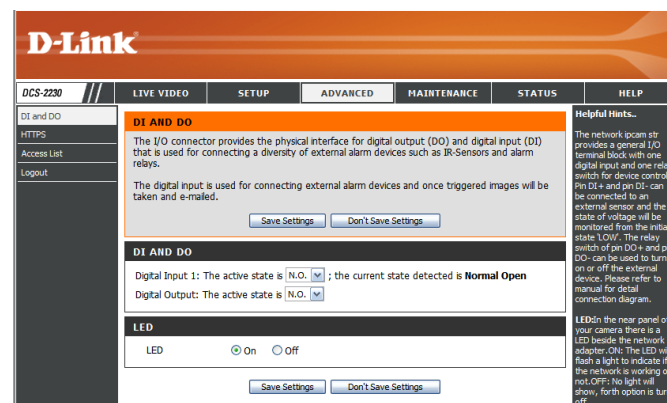 D-Link
DCS-2230
LIVE VIDEO
SETUP
ADVANCED
MAINTENANCE
STATUS
HELP
DI and DO
HTTPS
Access List
Logout
DI AND DO
The I/O connector provides the physical interface for digital output (DO) and digital input (DI)
that is used for connecting a diversity of external alarm devices such as IR-Sensors and alarm
relays.
The digital input is used for connecting external alarm devices and once triggered images will be
taken and e-mailed.
Save Settings
Don't Save Settings
DI AND DO
Digital Input 1: The active state is N.O. ; the current state detected is Normal Open
Digital Output: The active state is N.O.
LED
LED On Off
Save Settings
Don't Save Settings
Helpful Hints..
The network ipcam str
provides a general I/O
terminal block with one
digital input and one rela
switch for device control
Pin DI+ and pin DI- can
be connected to an
external sensor and the
state of voltage will be
monitored from the initia
state 'LOW'. The relay
switch of pin DO+ and p
DO- can be used to turn
on or off the external
device. Please refer to
manual for detail
connection diagram.
LED:In the near panel of
your camera there is a
LED beside the network
adapter.ON: The LED wi
flash a light to indicate if
the network is working o
not.OFF: No light will
show, forth option is tur
off